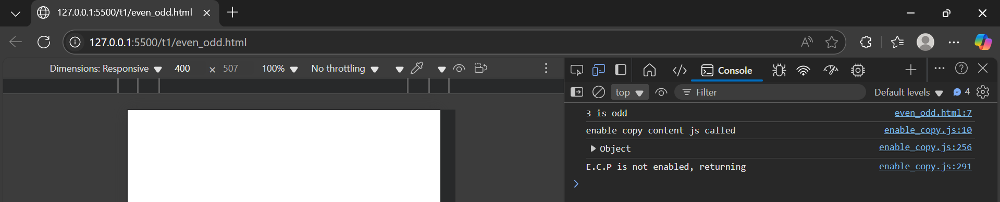 127.0.0.1:5500/t1/even_odd.html
127.0.0.1:5500/t1/even_odd.html
Dimensions: Responsive 400 × 507 100% No throttling
Console
top Filter Default levels 4
3 is odd even_odd.html:7
enable copy content js called enable_copy.js:10
Object enable_copy.js:256
E.C.P is not enabled, returning enable_copy.js:291